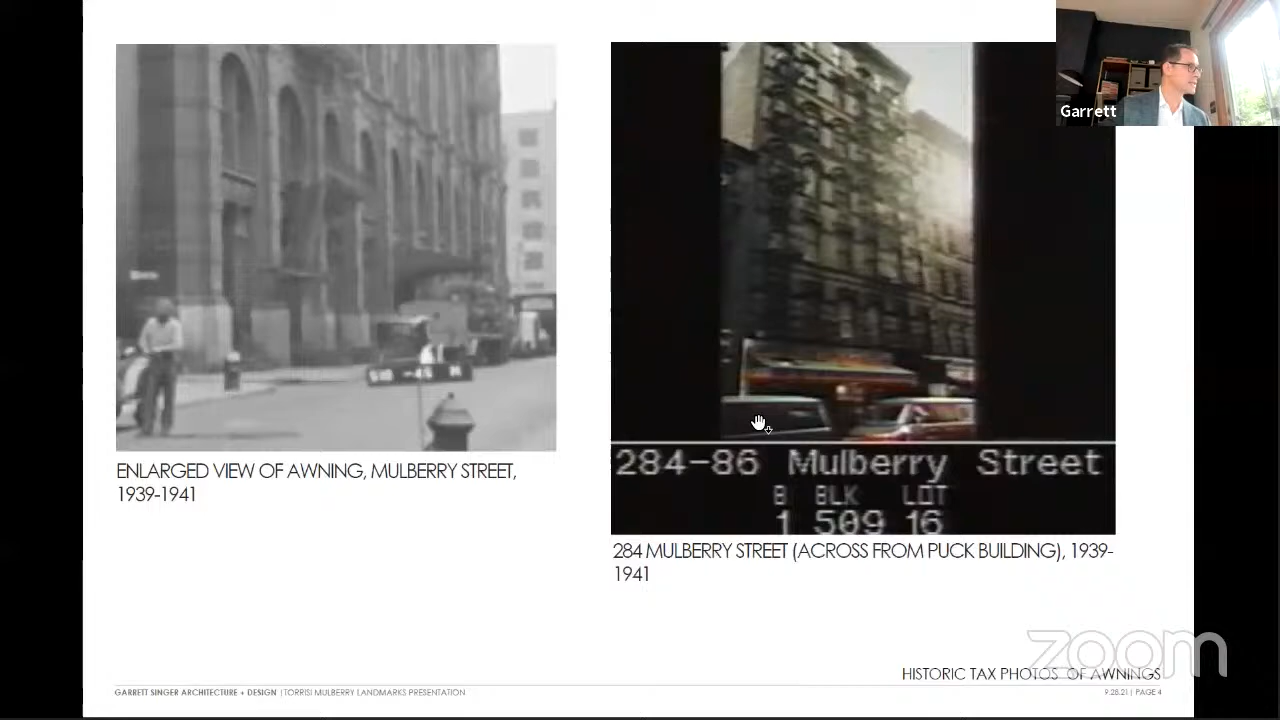 Garrett
284-86 Mulberry Street
B BLK LOT
1 509 16
ENLARGED VIEW OF AWNING, MULBERRY STREET,
1939-1941
284 MULBERRY STREET (ACROSS FROM PUCK BUILDING), 1939-
1941
zoom
HISTORIC TAX PHOTOS OF AWNINGS
GARRETT SINGER ARCHITECTURE + DESIGN | TORRISI MULBERRY LANDMARKS PRESENTATION
9.28.21 | PAGE 4